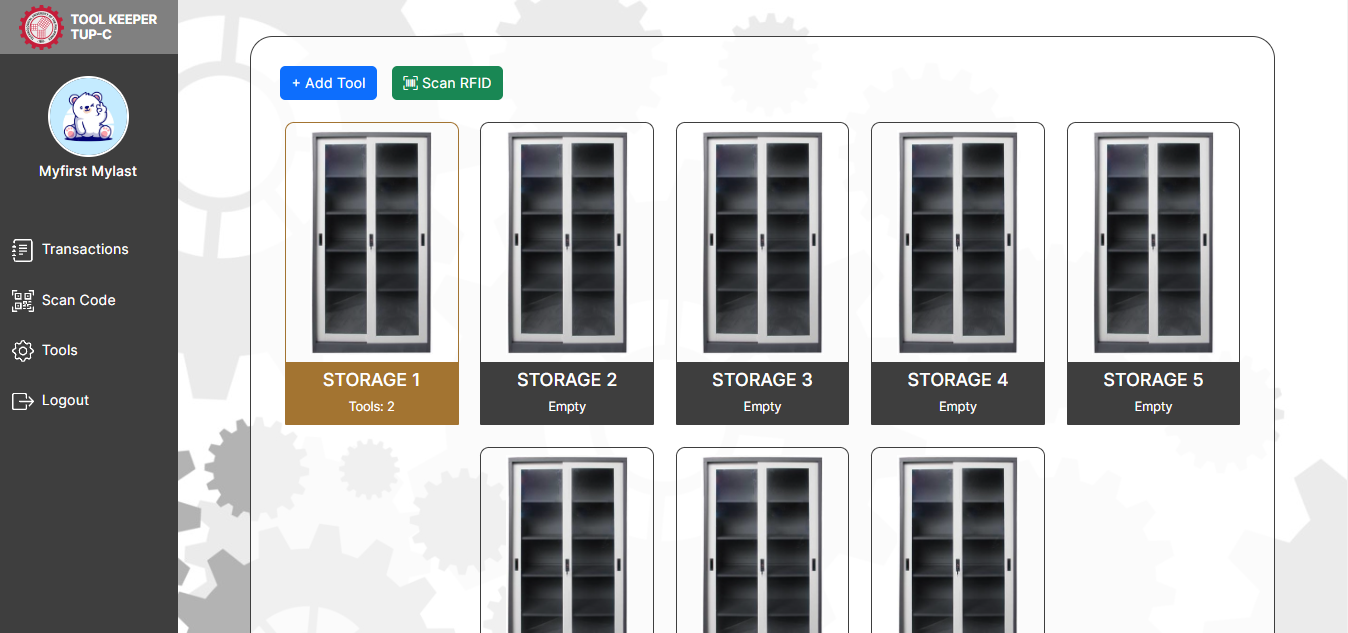 TOOL KEEPER
TUP-C
Myfirst Mylast
Transactions
Scan Code
Tools
Logout
+ Add Tool
Scan RFID
STORAGE 1
Tools: 2
STORAGE 2
Empty
STORAGE 3
Empty
STORAGE 4
Empty
STORAGE 5
Empty